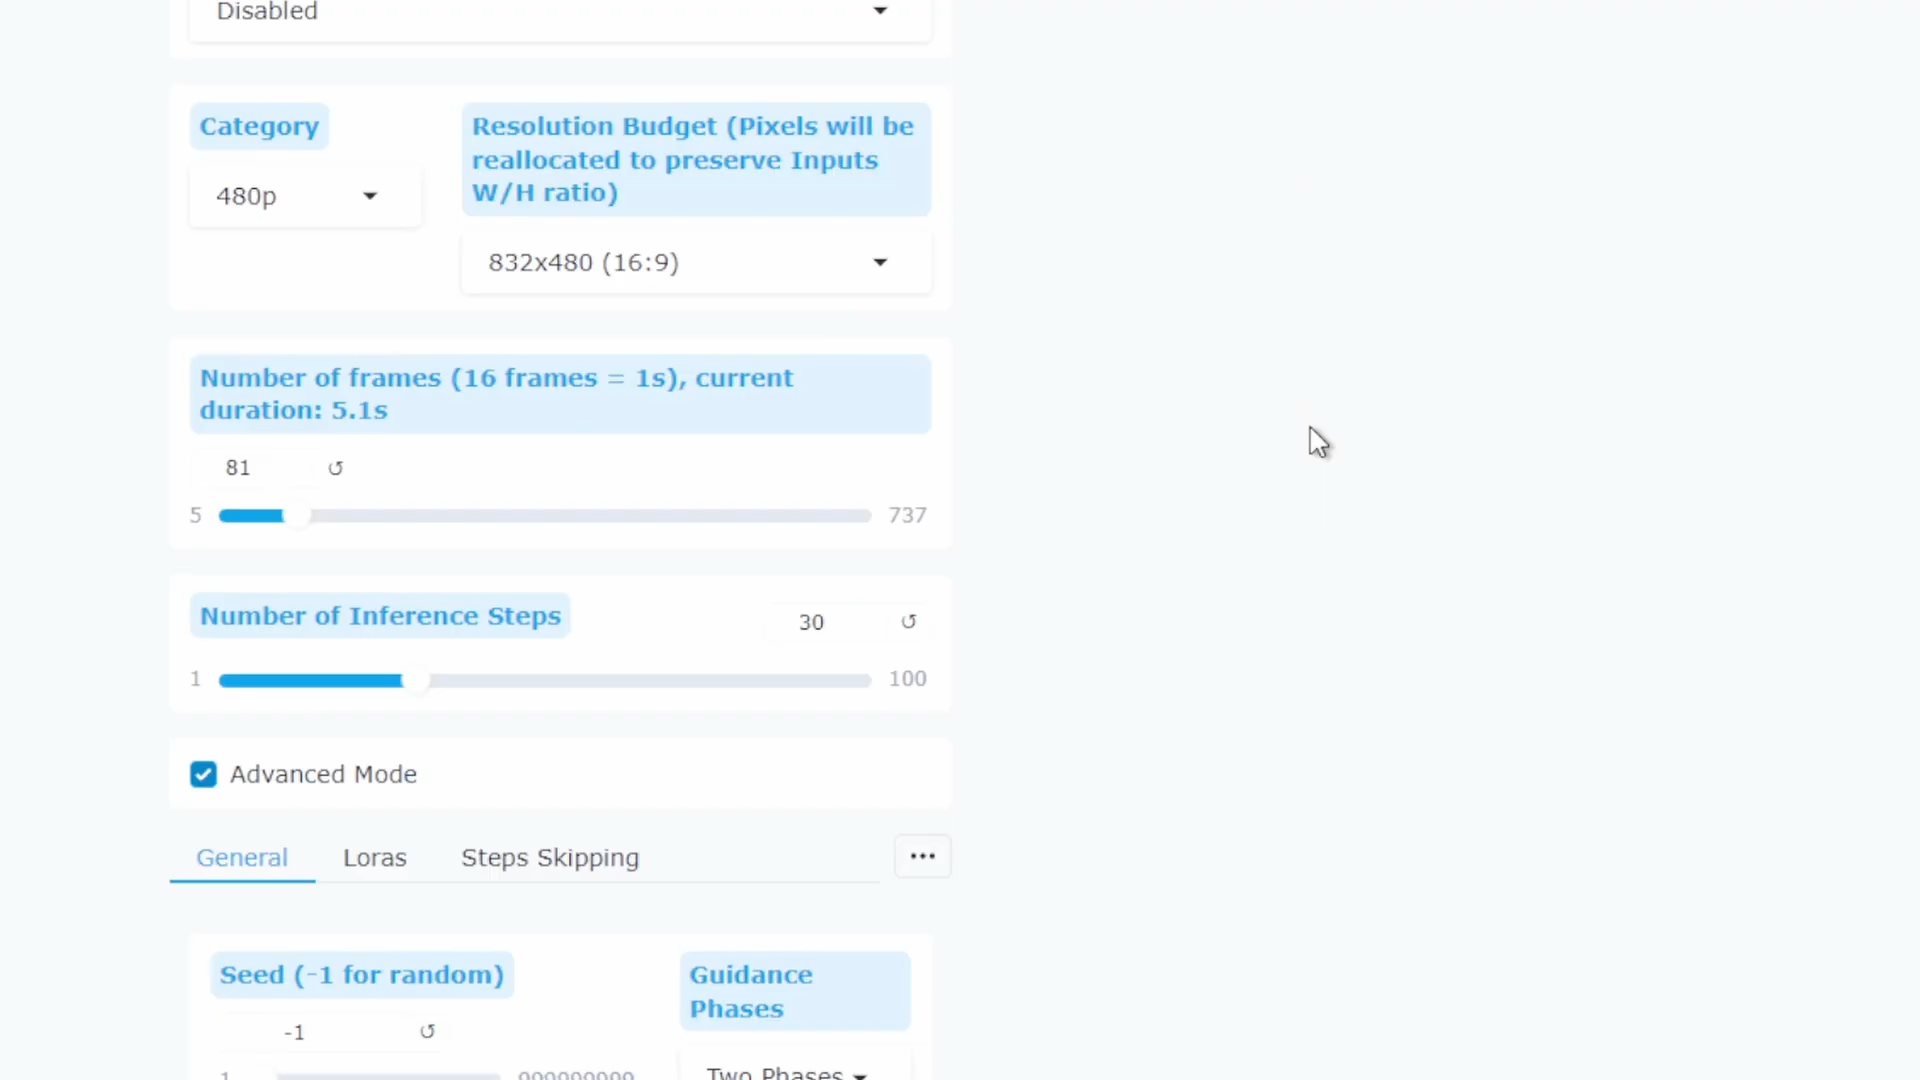 Disabled
Category
480p
Resolution Budget (Pixels will be
reallocated to preserve Inputs
W/H ratio)
832x480 (16:9)
Number of frames (16 frames = 1s), current
duration: 5.1s
81
5
737
Number of Inference Steps
30
1
100
Advanced Mode
General
Loras
Steps Skipping
Seed (-1 for random)
-1
1
999999999
Guidance
Phases
Two Phases